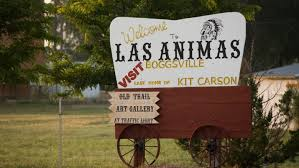 Welcome
To
LAS ANIMAS
VISIT BOGGSVILLE
LAST HOME OF
KIT CARSON
OLD TRAIL
ART GALLERY
AT TRAFFIC LIGHT